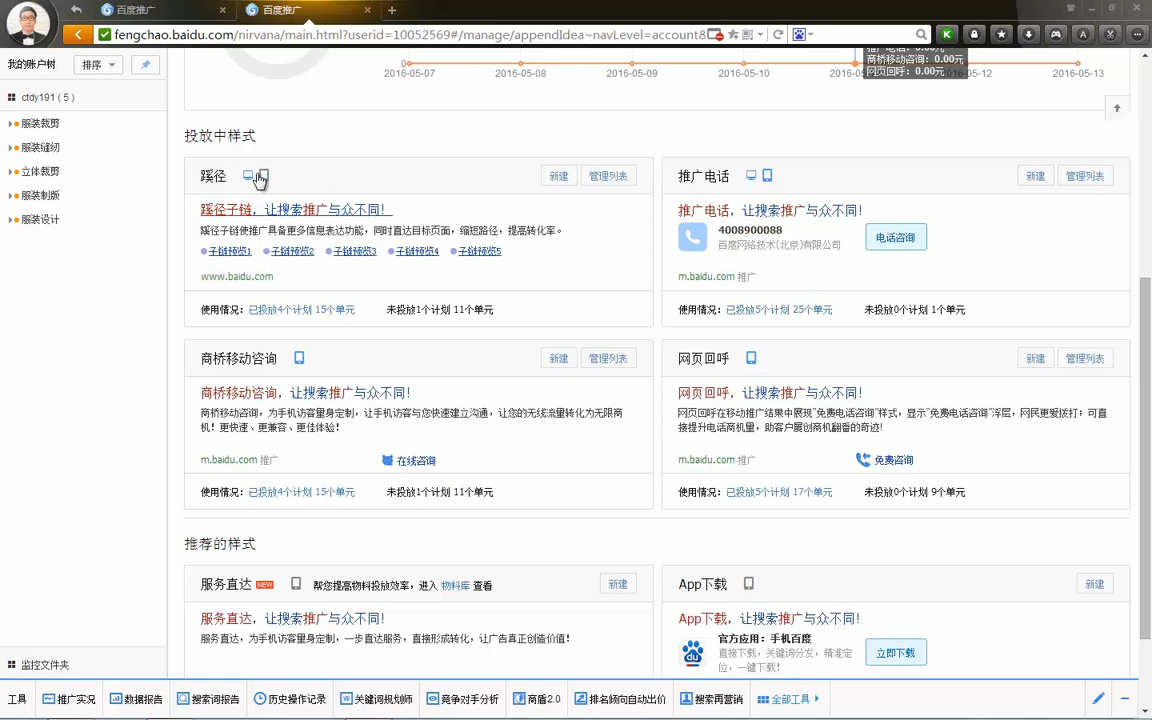 百度推广
百度推广
fengchao.baidu.com/nirvana/main.html?userid=10052569#/manage/appendIdea~navLevel=account8
我的账户树
排序
ctdy191 ( 5 )
服装裁剪
服装缝纫
立体裁剪
服装制版
服装设计
监控文件夹
0
2016-05-07
2016-05-08
2016-05-09
2016-05-10
2016-05-13
商桥移动咨询: 0.00元
网页回呼: 0.00元
投放中样式
蹊径
新建
管理列表
蹊径子链，让搜索推广与众不同！
蹊径子链使推广具备更多信息表达功能，同时直达目标页面，缩短路径，提高转化率。
子链预览1
子链预览2
子链预览3
子链预览4
子链预览5
www.baidu.com
使用情况：已投放4个计划 15个单元
未投放1个计划 11个单元
推广电话
新建
管理列表
推广电话，让搜索推广与众不同！
4008900088
百度网络技术(北京)有限公司
电话咨询
m.baidu.com 推广
使用情况：已投放5个计划 25个单元
未投放0个计划 1个单元
商桥移动咨询
新建
管理列表
商桥移动咨询，让搜索推广与众不同！
商桥移动咨询，为手机访客量身定制，让手机访客与您快速建立沟通，让您的无线流量转化为无限商
机！更快速、更兼容、更佳体验！
m.baidu.com 推广
在线咨询
使用情况：已投放4个计划 15个单元
未投放1个计划 11个单元
网页回呼
新建
管理列表
网页回呼，让搜索推广与众不同！
网页回呼在移动推广结果中展现"免费电话咨询"样式，显示"免费电话咨询"浮层，网民更爱拨打；可直
接提升电话商机量，助客户屡创商机翻番的奇迹！
m.baidu.com 推广
免费咨询
使用情况：已投放5个计划 17个单元
未投放0个计划 9个单元
推荐的样式
服务直达 NEW
帮您提高物料投放效率，进入 物料库 查看
新建
服务直达，让搜索推广与众不同！
服务直达，为手机访客量身定制，一步直达服务，直接形成转化，让广告真正创造价值！
App下载
新建
App下载，让搜索推广与众不同！
官方应用：手机百度
直接下载，关键词分发，精准定
位，一键下载！
立即下载
工具
推广实况
数据报告
搜索词报告
历史操作记录
关键词规划师
竞争对手分析
商盾2.0
排名倾向自动出价
搜索再营销
全部工具